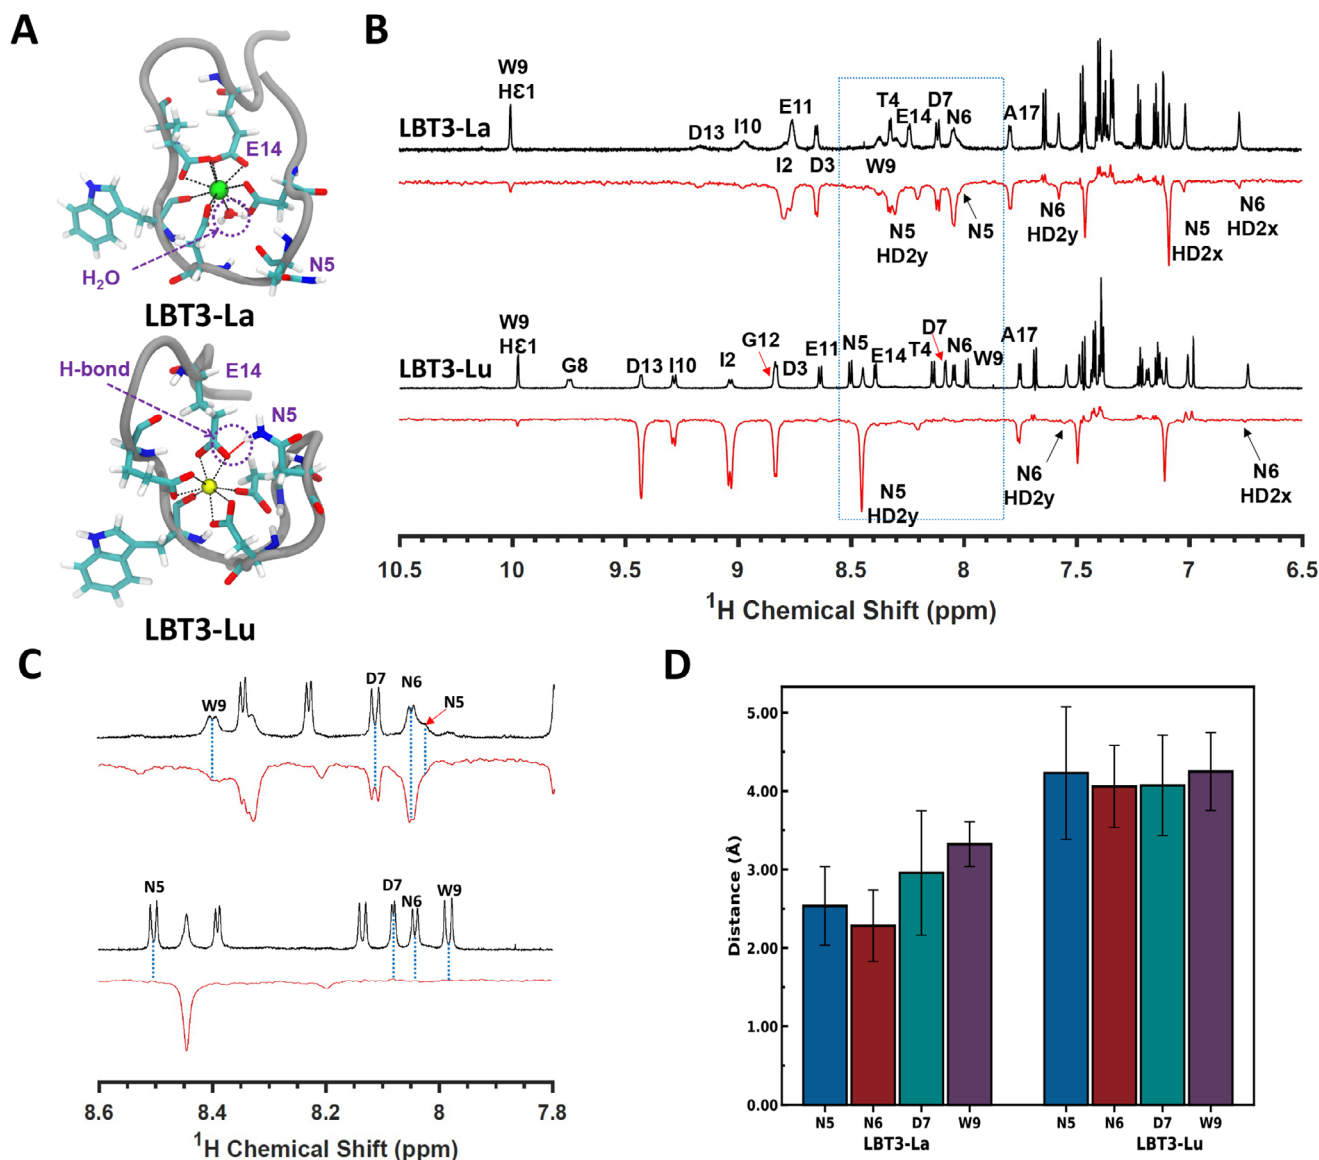 A
E14
N5
H2O
LBT3-La
H-bond
E14
N5
LBT3-Lu
B
W9
HƐ1
LBT3-La
D13
I10
E11
I2
D3
T4
W9
E14
D7
N6
A17
N5
HD2y
N5
N6
HD2y
N5
HD2x
N6
HD2x
W9
HƐ1
LBT3-Lu
G8
D13
I10
I2
G12
D3
E11
N5
E14
T4
D7
N6
W9
A17
N5
HD2y
N6
HD2y
N6
HD2x
10.5 10 9.5 9 8.5 8 7.5 7 6.5
1H Chemical Shift (ppm)
C
W9
D7
N6
N5
N5
D7
N6
W9
8.6 8.4 8.2 8 7.8
1H Chemical Shift (ppm)
D
Distance (Å)
5.00
4.00
3.00
2.00
1.00
0.00
N5 N6 D7 W9 N5 N6 D7 W9
LBT3-La LBT3-Lu